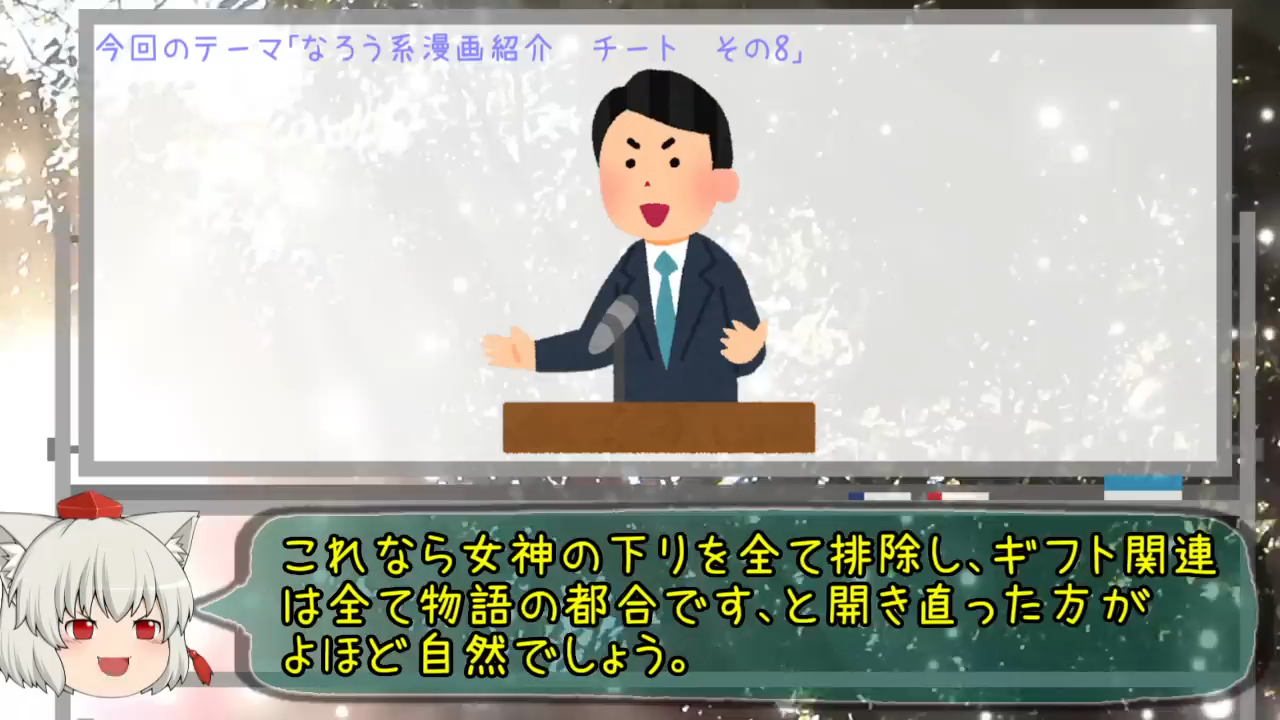 今回のテーマ「なろう系漫画紹介　チート　その8」
これなら女神の下りを全て排除し、ギフト関連
は全て物語の都合です、と開き直った方が
よほど自然でしょう。